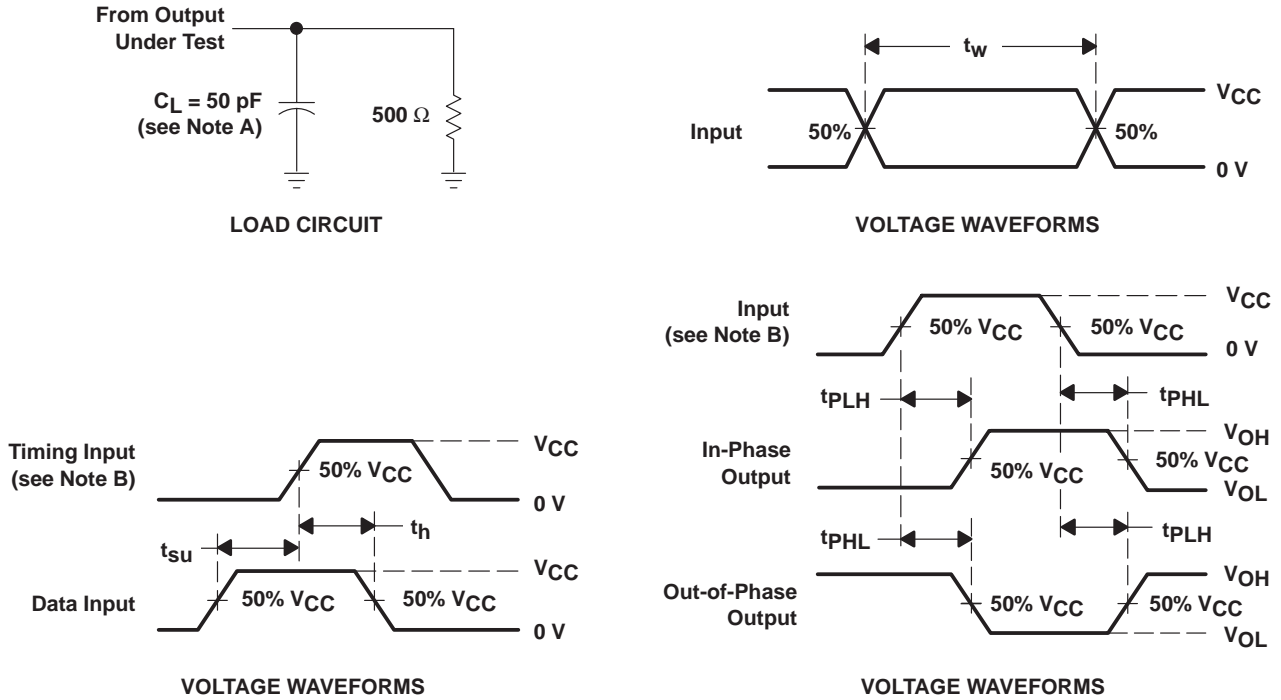 From Output
Under Test
CL = 50 pF
(see Note A)
500 Ω
LOAD CIRCUIT
tw
Input
50%
50%
VCC
0 V
VOLTAGE WAVEFORMS
Timing Input
(see Note B)
50% VCC
VCC
0 V
th
tsu
Data Input
50% VCC
50% VCC
VCC
0 V
VOLTAGE WAVEFORMS
Input
(see Note B)
50% VCC
50% VCC
VCC
0 V
tPLH
tPHL
In-Phase
Output
50% VCC
50% VCC
VOH
VOL
tPHL
tPLH
Out-of-Phase
Output
50% VCC
50% VCC
VOH
VOL
VOLTAGE WAVEFORMS